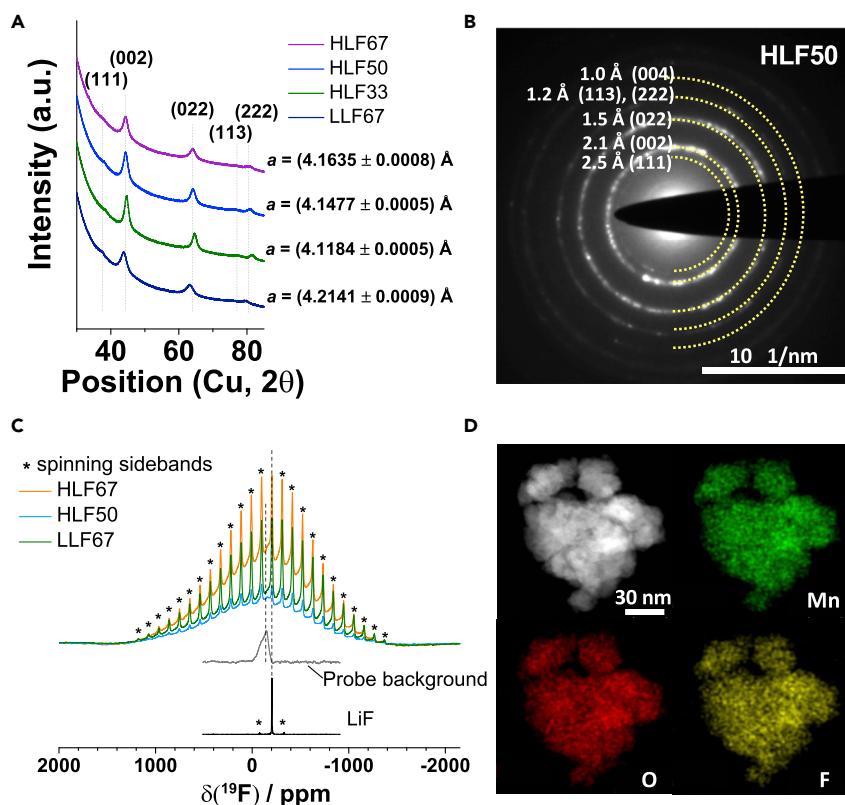 A
HLF67
HLF50
HLF33
LLF67
(002)
(111)
(022)
(113)
(222)
a = (4.1635 ± 0.0008) Å
a = (4.1477 ± 0.0005) Å
a = (4.1184 ± 0.0005) Å
a = (4.2141 ± 0.0009) Å
Intensity (a.u.)
40 60 80
Position (Cu, 2θ)
B
HLF50
1.0 Å (004)
1.2 Å (113), (222)
1.5 Å (022)
2.1 Å (002)
2.5 Å (111)
10 1/nm
C
* spinning sidebands
HLF67
HLF50
LLF67
* * * * * * * * * * * * * * * * * * * * * * * *
Probe background
LiF
* *
2000 1000 0 -1000 -2000
δ(¹⁹F) / ppm
D
30 nm
Mn
O
F